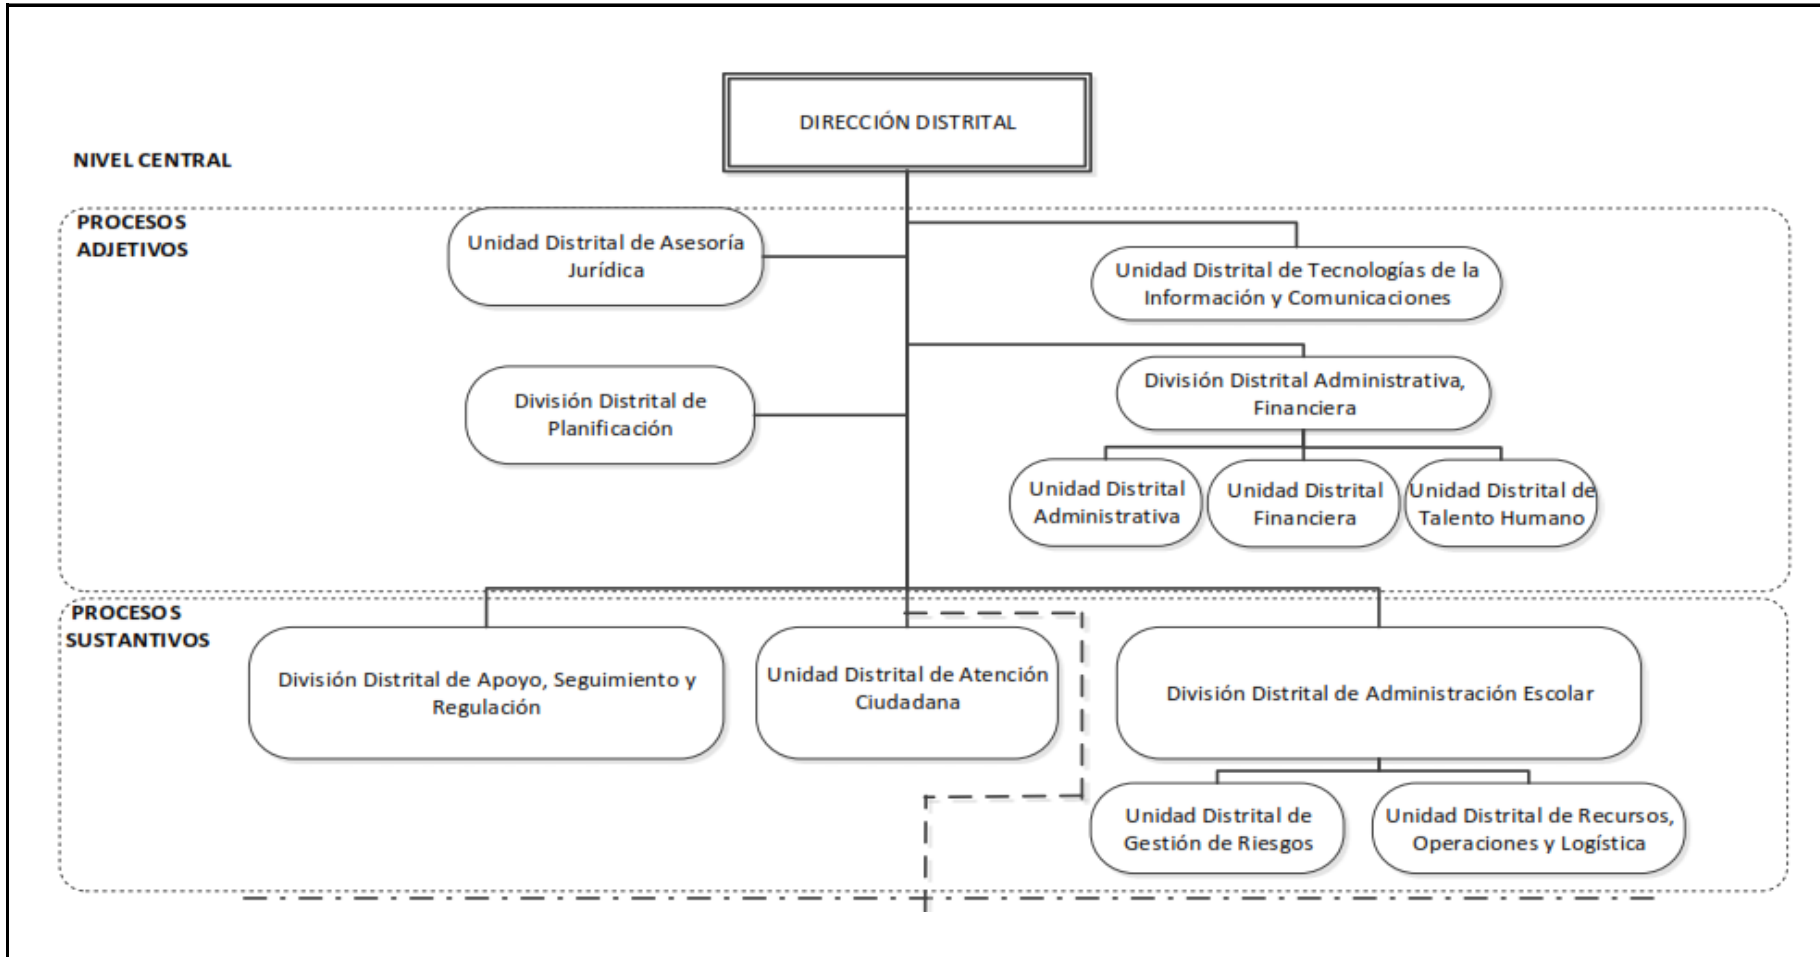 DIRECCIÓN DISTRITAL
NIVEL CENTRAL
PROCESOS
ADJETIVOS
Unidad Distrital de Asesoría
Jurídica
Unidad Distrital de Tecnologías de la
Información y Comunicaciones
División Distrital de
Planificación
División Distrital Administrativa,
Financiera
Unidad Distrital
Administrativa
Unidad Distrital
Financiera
Unidad Distrital de
Talento Humano
PROCESOS
SUSTANTIVOS
División Distrital de Apoyo, Seguimiento y
Regulación
Unidad Distrital de Atención
Ciudadana
División Distrital de Administración Escolar
Unidad Distrital de
Gestión de Riesgos
Unidad Distrital de Recursos,
Operaciones y Logística